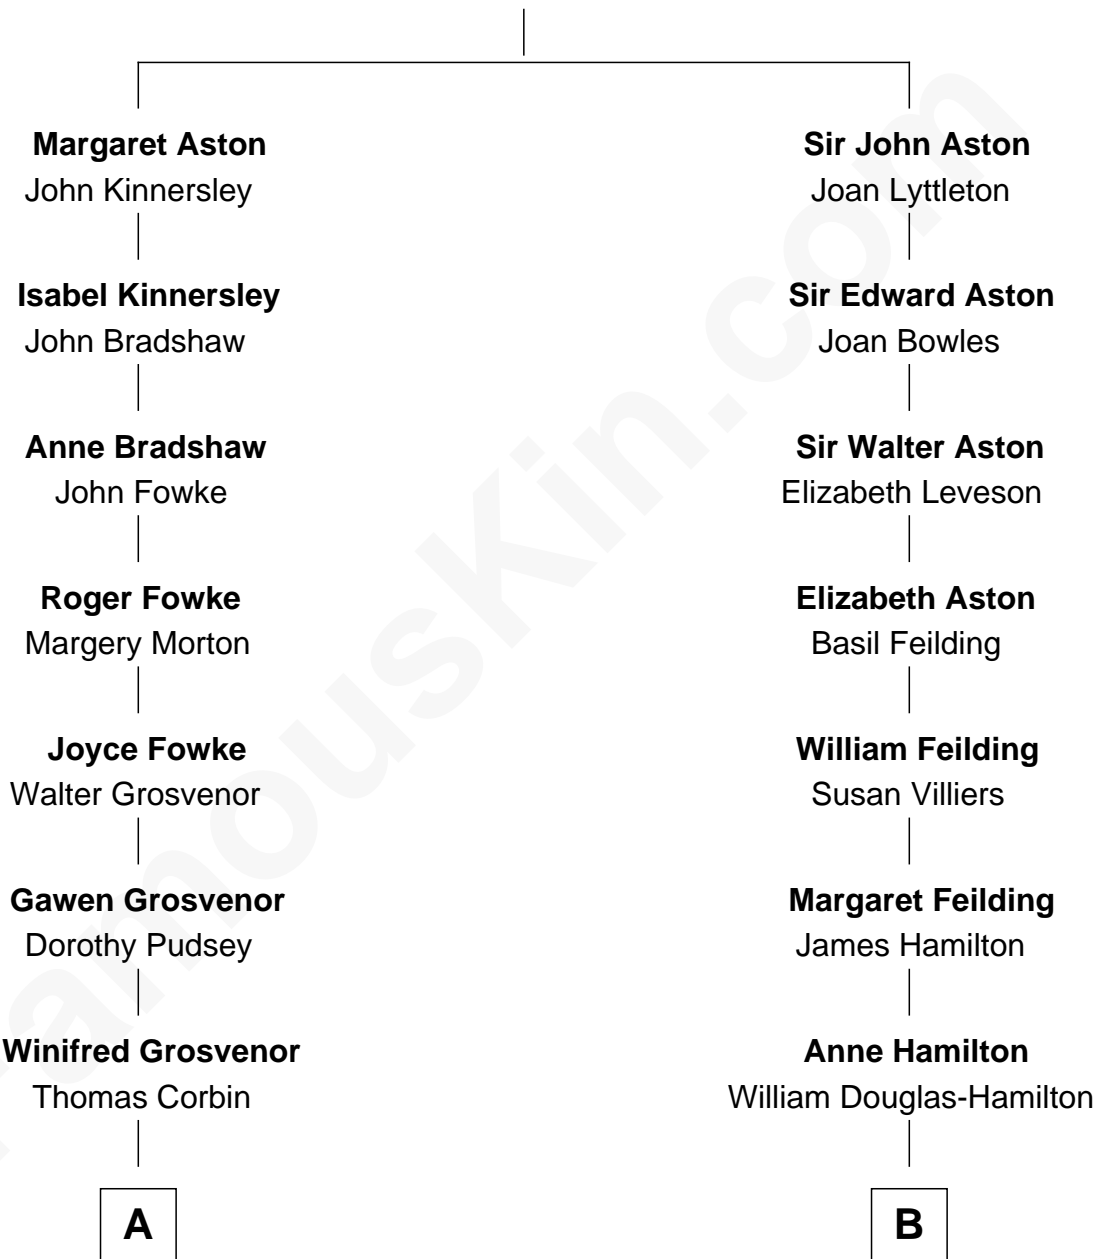 Margaret Aston
John Kinnersley
Isabel Kinnersley
John Bradshaw
Anne Bradshaw
John Fowke
Roger Fowke
Margery Morton
Joyce Fowke
Walter Grosvenor
Gawen Grosvenor
Dorothy Pudsey
Winifred Grosvenor
Thomas Corbin
A
Sir John Aston
Joan Lyttleton
Sir Edward Aston
Joan Bowles
Sir Walter Aston
Elizabeth Leveson
Elizabeth Aston
Basil Feilding
William Feilding
Susan Villiers
Margaret Feilding
James Hamilton
Anne Hamilton
William Douglas-Hamilton
B
FamousKin.com